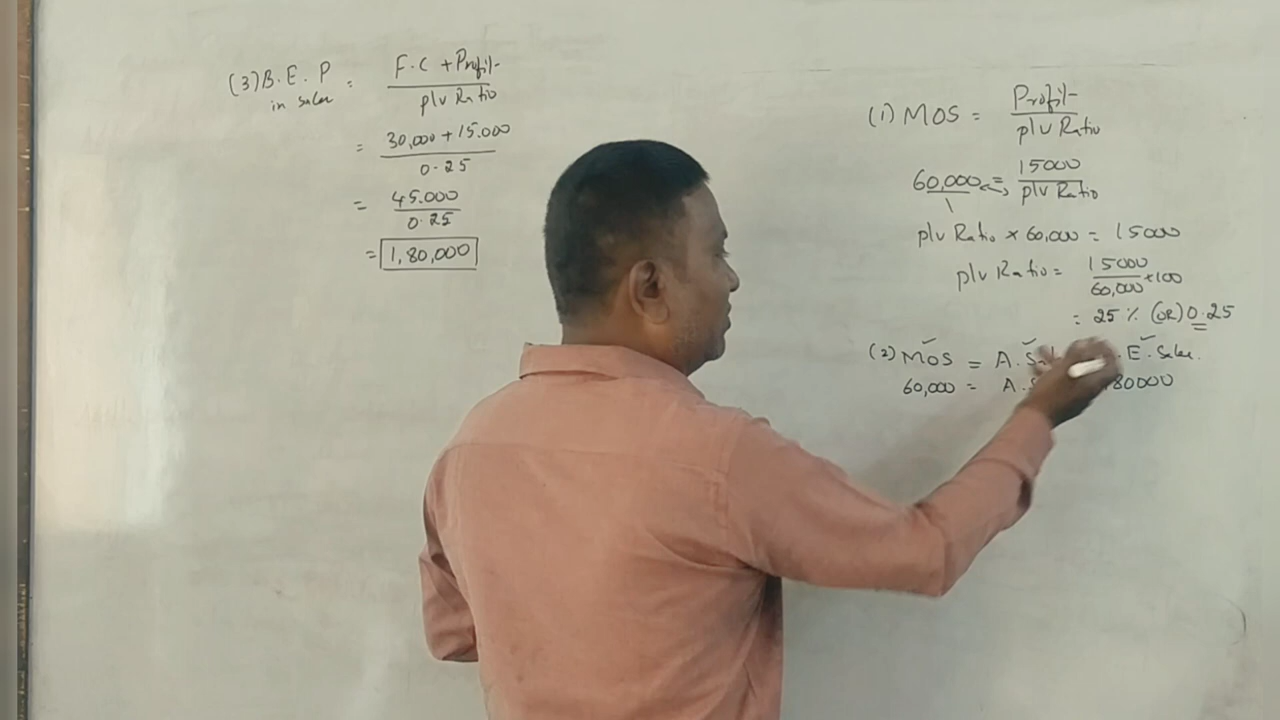 (3) B.E.P in sales = F.C + Profit
P/V Ratio
= 30,000 + 15.000
0.25
= 45.000
0.25
= 1,80,000
(1) MOS = Profit
P/V Ratio
60,000 = 15000
P/V Ratio
P/V Ratio × 60,000 = 15000
P/V Ratio = 15000
60,000 × 100
= 25 % (OR) 0.25
(2) MOS = A. E. Sales.
60,000 = A. 80000